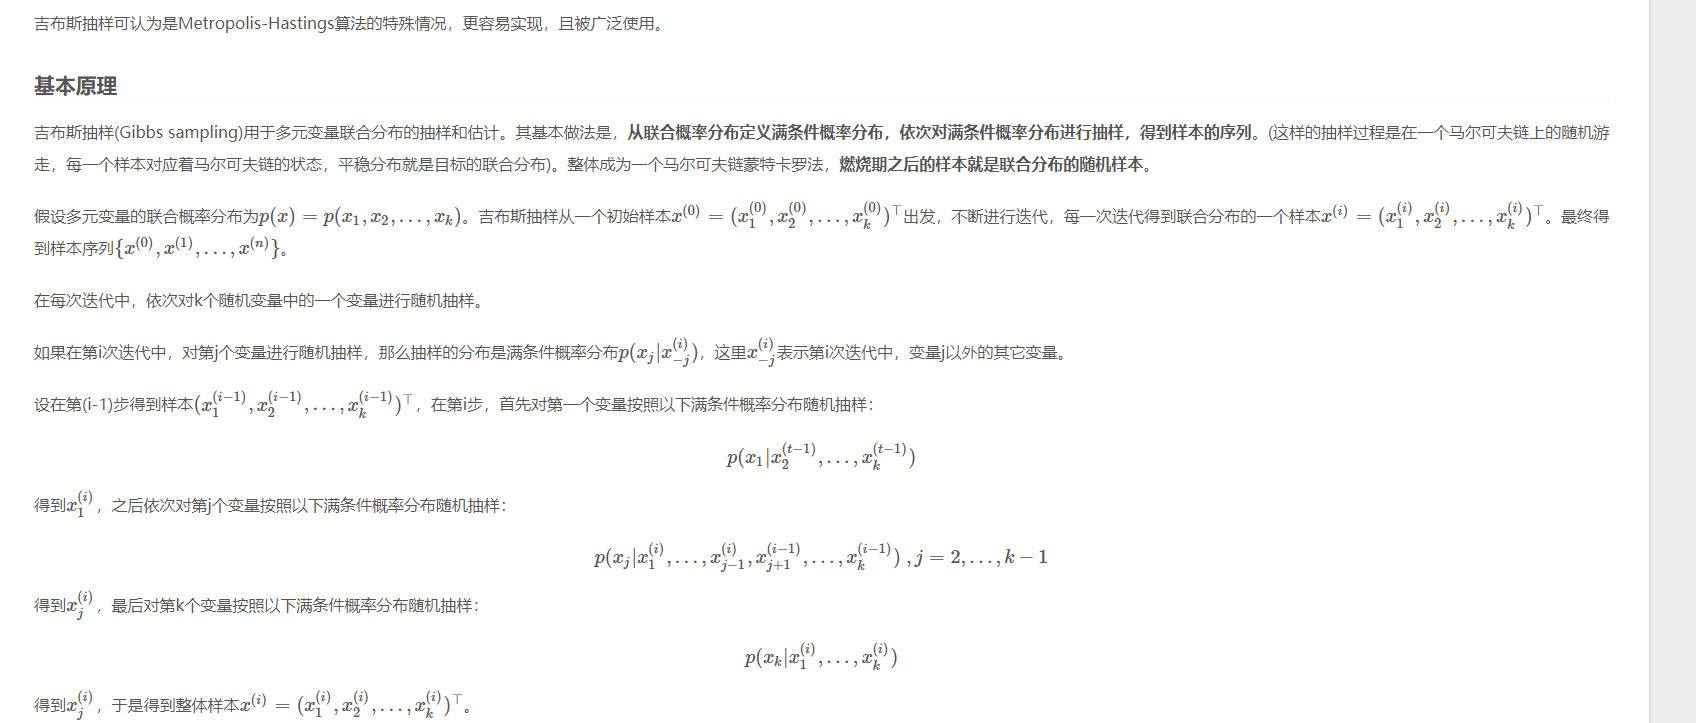 吉布斯抽样可认为是Metropolis-Hastings算法的特殊情况，更容易实现，且被广泛使用。
基本原理
吉布斯抽样(Gibbs sampling)用于多元变量联合分布的抽样和估计。其基本做法是，从联合概率分布定义满条件概率分布，依次对满条件概率分布进行抽样，得到样本的序列。(这样的抽样过程是在一个马尔可夫链上的随机游
走，每一个样本对应着马尔可夫链的状态，平稳分布就是目标的联合分布)。整体成为一个马尔可夫链蒙特卡罗法，燃烧期之后的样本就是联合分布的随机样本。
假设多元变量的联合概率分布为$p(x) = p(x_1, x_2, \ldots, x_k)$。吉布斯抽样从一个初始样本$x^{(0)} = (x_1^{(0)}, x_2^{(0)}, \ldots, x_k^{(0)})^\top$出发，不断进行迭代，每一次迭代得到联合分布的一个样本$x^{(i)} = (x_1^{(i)}, x_2^{(i)}, \ldots, x_k^{(i)})^\top$。最终得
到样本序列$\{x^{(0)}, x^{(1)}, \ldots, x^{(n)}\}$。
在每次迭代中，依次对k个随机变量中的一个变量进行随机抽样。
如果在第i次迭代中，对第j个变量进行随机抽样，那么抽样的分布是满条件概率分布$p(x_j|x_{-j}^{(i)})$，这里$x_{-j}^{(i)}$表示第i次迭代中，变量j以外的其它变量。
设在第(i-1)步得到样本$(x_1^{(i-1)}, x_2^{(i-1)}, \ldots, x_k^{(i-1)})^\top$，在第i步，首先对第一个变量按照以下满条件概率分布随机抽样：
$p(x_1|x_2^{(t-1)}, \ldots, x_k^{(t-1)})$
得到$x_1^{(i)}$，之后依次对第j个变量按照以下满条件概率分布随机抽样：
$p(x_j|x_1^{(i)}, \ldots, x_{j-1}^{(i)}, x_{j+1}^{(i-1)}, \ldots, x_k^{(i-1)}) , j = 2, \ldots, k-1$
得到$x_j^{(i)}$，最后对第k个变量按照以下满条件概率分布随机抽样：
$p(x_k|x_1^{(i)}, \ldots, x_k^{(i)})$
得到$x_j^{(i)}$，于是得到整体样本$x^{(i)} = (x_1^{(i)}, x_2^{(i)}, \ldots, x_k^{(i)})^\top$。